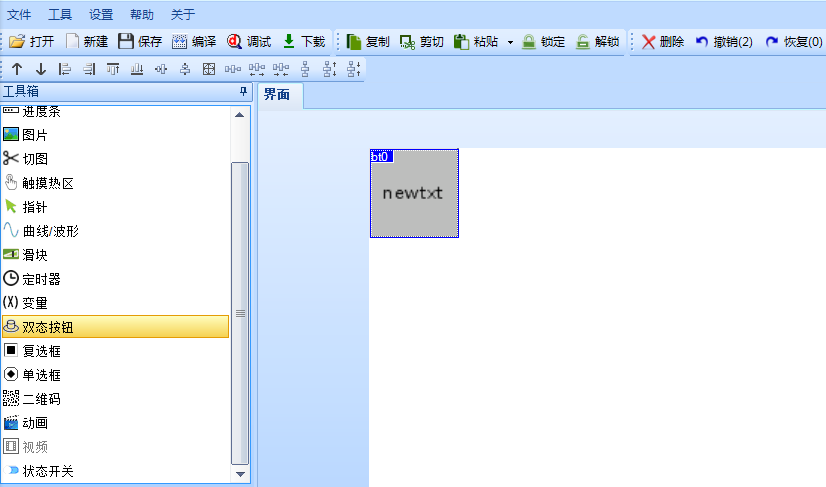 文件 工具 设置 帮助 关于
打开 新建 保存 编译 调试 下载 复制 剪切 粘贴 锁定 解锁 删除 撤销(2) 恢复(0)
工具箱
界面
进度条
图片
切图
触摸热区
指针
曲线/波形
滑块
定时器
(X) 变量
双态按钮
复选框
单选框
二维码
动画
视频
状态开关
bt0
newtxt